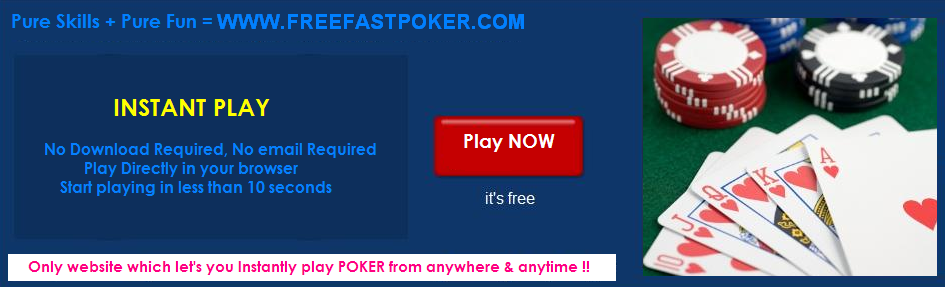 Pure Skills + Pure Fun = WWW.FREEFASTPOKER.COM
INSTANT PLAY
No Download Required, No email Required
Play Directly in your browser
Start playing in less than 10 seconds
Play NOW
it's free
Only website which let's you Instantly play POKER from anywhere & anytime !!
10
J
Q
K
A